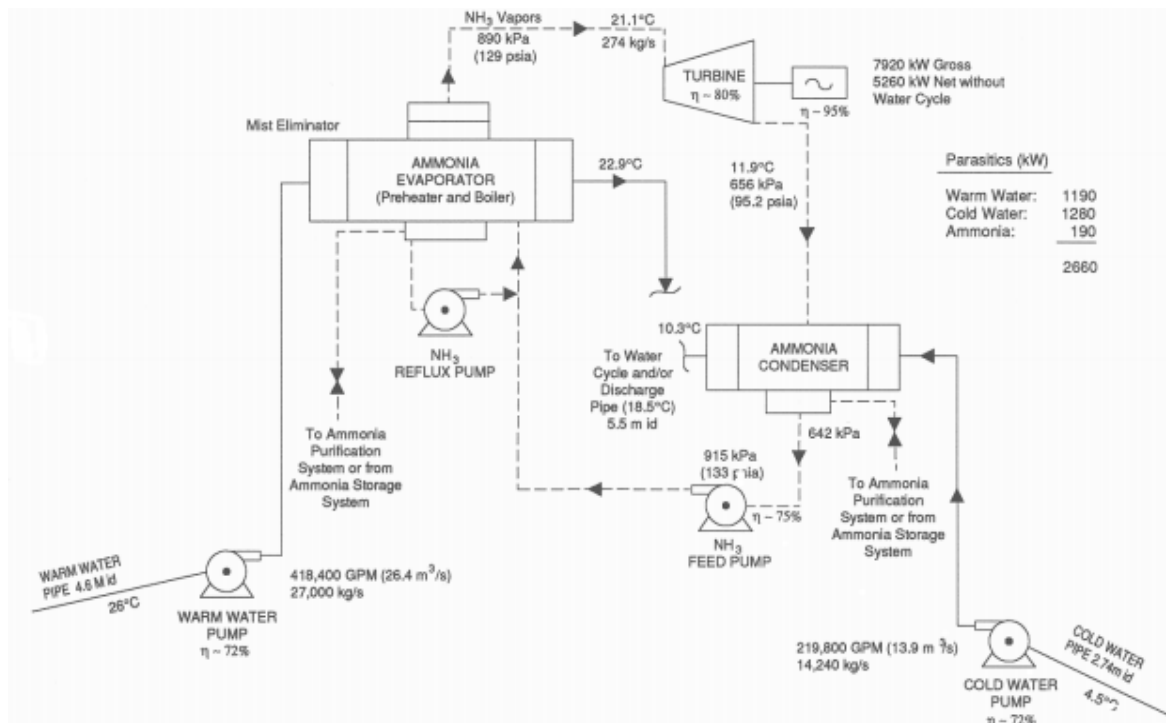 NH3 Vapors
890 kPa
(129 psia)
21.1°C
274 kg/s
TURBINE
η ~ 80%
η ~ 95%
7920 kW Gross
5260 kW Net without
Water Cycle
Mist Eliminator
AMMONIA
EVAPORATOR
(Preheater and Boiler)
22.9°C
11.9°C
656 kPa
(95.2 psia)
Parasitics (kW)
Warm Water: 1190
Cold Water: 1280
Ammonia: 190
2660
NH3
REFLUX PUMP
10.3°C
To Water
Cycle and/or
Discharge
Pipe (18.5°C)
5.5 m id
AMMONIA
CONDENSER
642 kPa
To Ammonia
Purification
System or from
Ammonia Storage
System
915 kPa
(133 psia)
η ~ 75%
NH3
FEED PUMP
To Ammonia
Purification
System or from
Ammonia Storage
System
WARM WATER
PIPE 4.6 M id
26°C
418,400 GPM (26.4 m3/s)
27,000 kg/s
WARM WATER
PUMP
η ~ 72%
219,800 GPM (13.9 m3/s)
14,240 kg/s
COLD WATER
PIPE 2.74m id
4.5°C
COLD WATER
PUMP
η ~ 72%